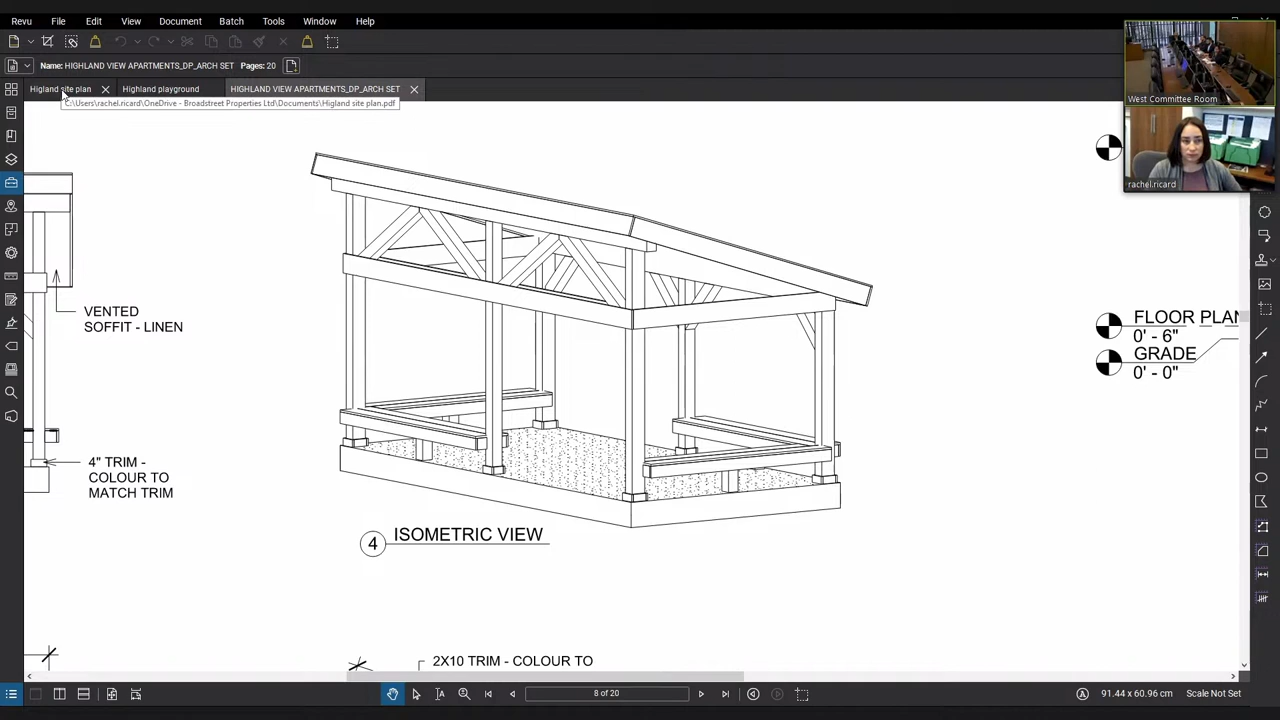 Revu File Edit View Document Batch Tools Window Help
Name: HIGHLAND VIEW APARTMENTS_DP_ARCH SET Pages: 20
Higland site plan Highland playground HIGHLAND VIEW APARTMENTS_DP_ARCH SET
C:\Users\rachel.ricard\OneDrive - Broadstreet Properties Ltd\Documents\Higland site plan.pdf
West Committee Room
rachel.ricard
VENTED
SOFFIT - LINEN
FLOOR PLAN
0' - 6"
GRADE
0' - 0"
4" TRIM -
COLOUR TO
MATCH TRIM
4 ISOMETRIC VIEW
2X10 TRIM - COLOUR TO
8 of 20
91.44 x 60.96 cm Scale Not Set